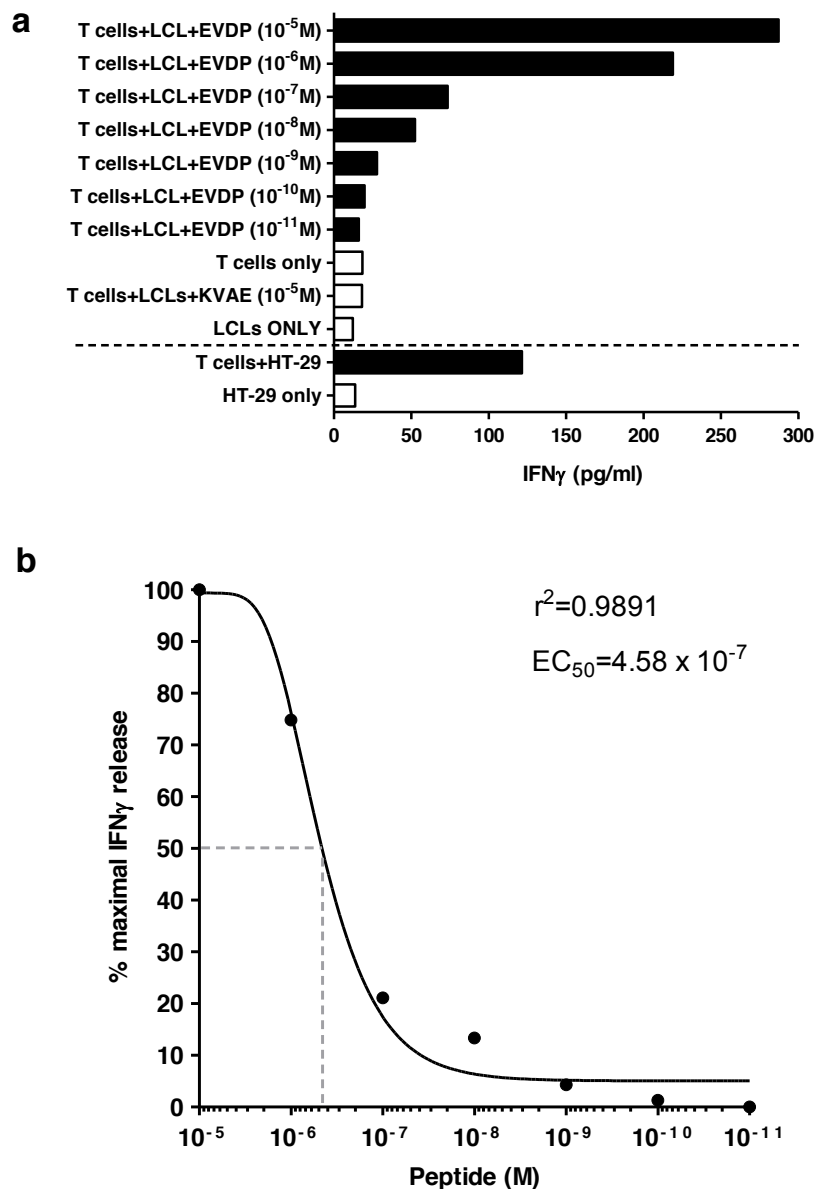 a
T cells+LCL+EVDP (10⁻⁵M)
T cells+LCL+EVDP (10⁻⁶M)
T cells+LCL+EVDP (10⁻⁷M)
T cells+LCL+EVDP (10⁻⁸M)
T cells+LCL+EVDP (10⁻⁹M)
T cells+LCL+EVDP (10⁻¹⁰M)
T cells+LCL+EVDP (10⁻¹¹M)
T cells only
T cells+LCLs+KVAE (10⁻⁵M)
LCLs ONLY
T cells+HT-29
HT-29 only
0 50 100 150 200 250 300
IFNγ (pg/ml)
b
r²=0.9891
EC₅₀=4.58 x 10⁻⁷
% maximal IFNγ release
100
90
80
70
60
50
40
30
20
10
0
10⁻⁵ 10⁻⁶ 10⁻⁷ 10⁻⁸ 10⁻⁹ 10⁻¹⁰ 10⁻¹¹
Peptide (M)